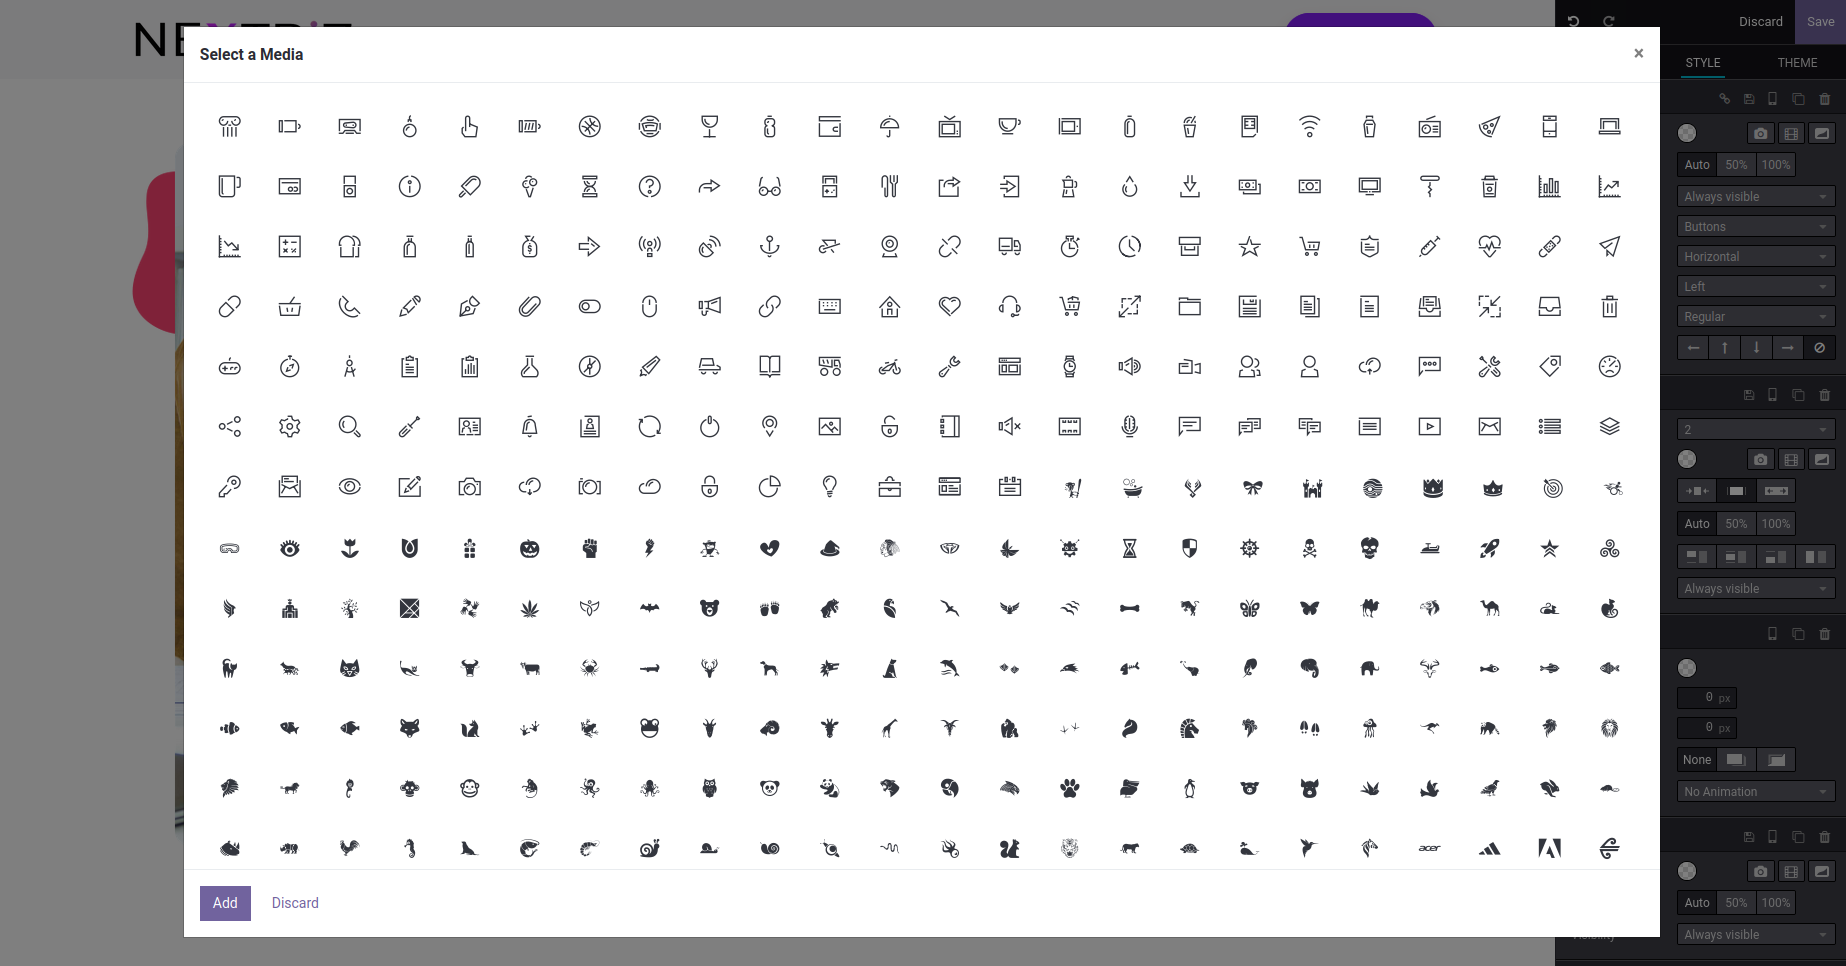 Discard Save
Select a Media ×
STYLE THEME
Auto 50% 100%
Always visible
Buttons
Horizontal
Left
Regular
2
Auto 50% 100%
Always visible
0 px
0 px
None
No Animation
acer
Add Discard
Auto 50% 100%
Always visible